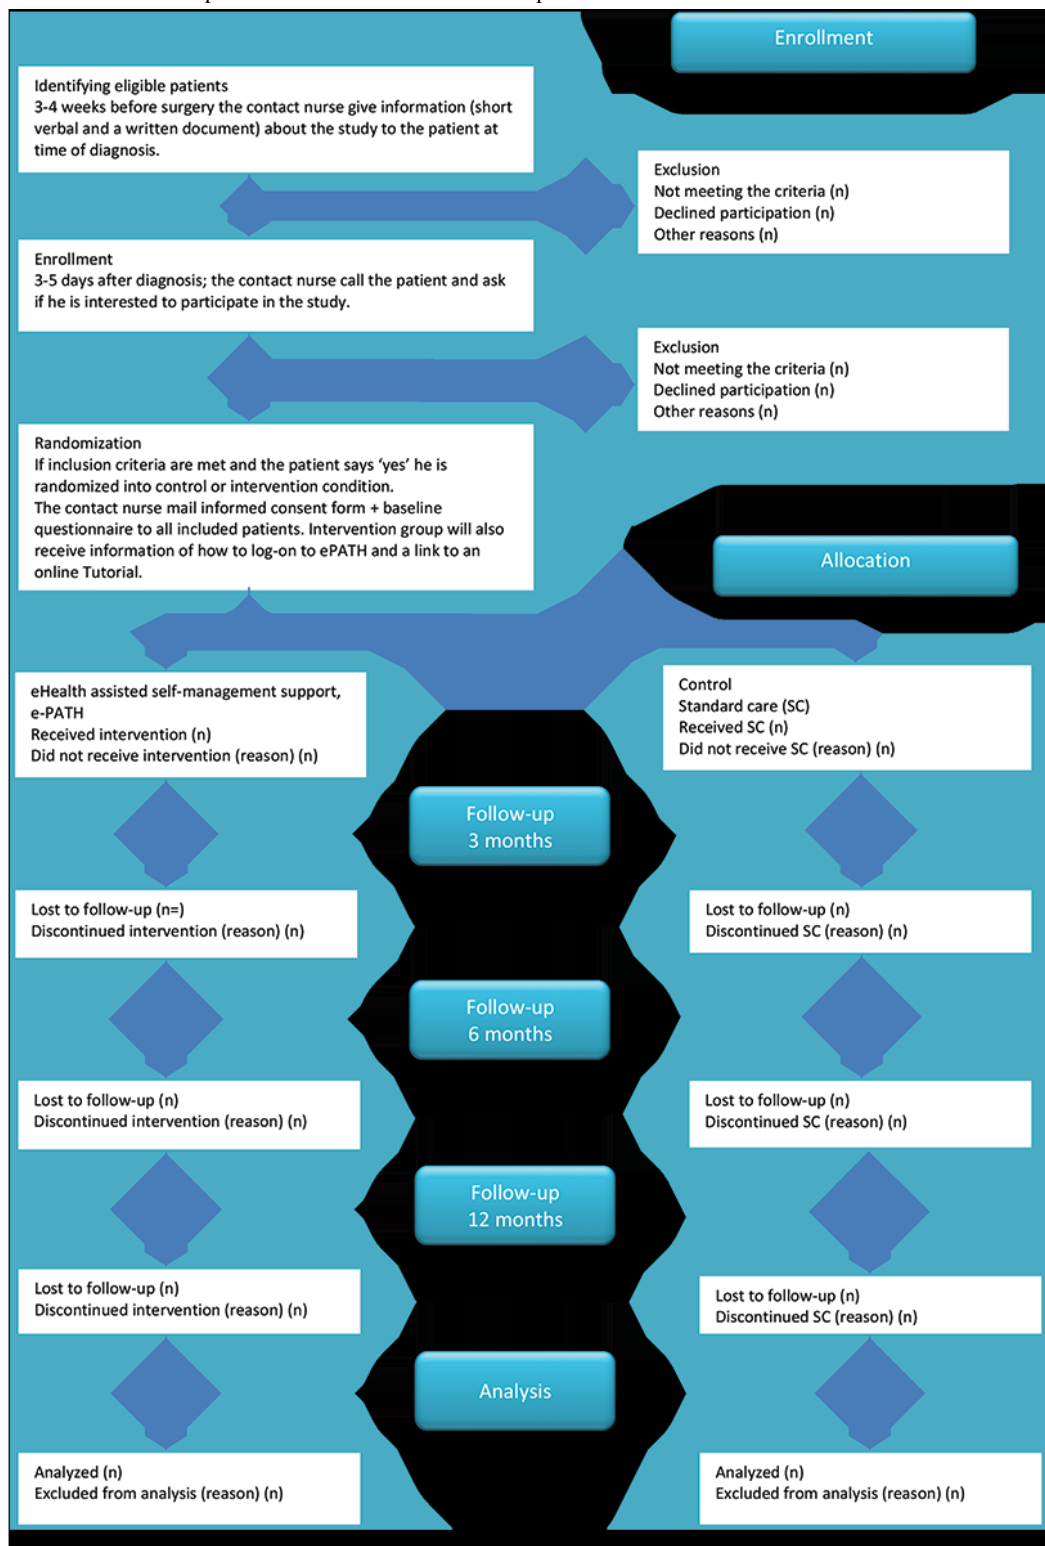 Enrollment
Identifying eligible patients
3-4 weeks before surgery the contact nurse give information (short
verbal and a written document) about the study to the patient at
time of diagnosis.
Exclusion
Not meeting the criteria (n)
Declined participation (n)
Other reasons (n)
Enrollment
3-5 days after diagnosis; the contact nurse call the patient and ask
if he is interested to participate in the study.
Exclusion
Not meeting the criteria (n)
Declined participation (n)
Other reasons (n)
Randomization
If inclusion criteria are met and the patient says ‘yes’ he is
randomized into control or intervention condition.
The contact nurse mail informed consent form + baseline
questionnaire to all included patients. Intervention group will also
receive information of how to log-on to ePATH and a link to an
online Tutorial.
Allocation
eHealth assisted self-management support,
e-PATH
Received intervention (n)
Did not receive intervention (reason) (n)
Control
Standard care (SC)
Received SC (n)
Did not receive SC (reason) (n)
Follow-up
3 months
Lost to follow-up (n=)
Discontinued intervention (reason) (n)
Lost to follow-up (n)
Discontinued SC (reason) (n)
Follow-up
6 months
Lost to follow-up (n)
Discontinued intervention (reason) (n)
Lost to follow-up (n)
Discontinued SC (reason) (n)
Follow-up
12 months
Lost to follow-up (n)
Discontinued intervention (reason) (n)
Lost to follow-up (n)
Discontinued SC (reason) (n)
Analysis
Analyzed (n)
Excluded from analysis (reason) (n)
Analyzed (n)
Excluded from analysis (reason) (n)